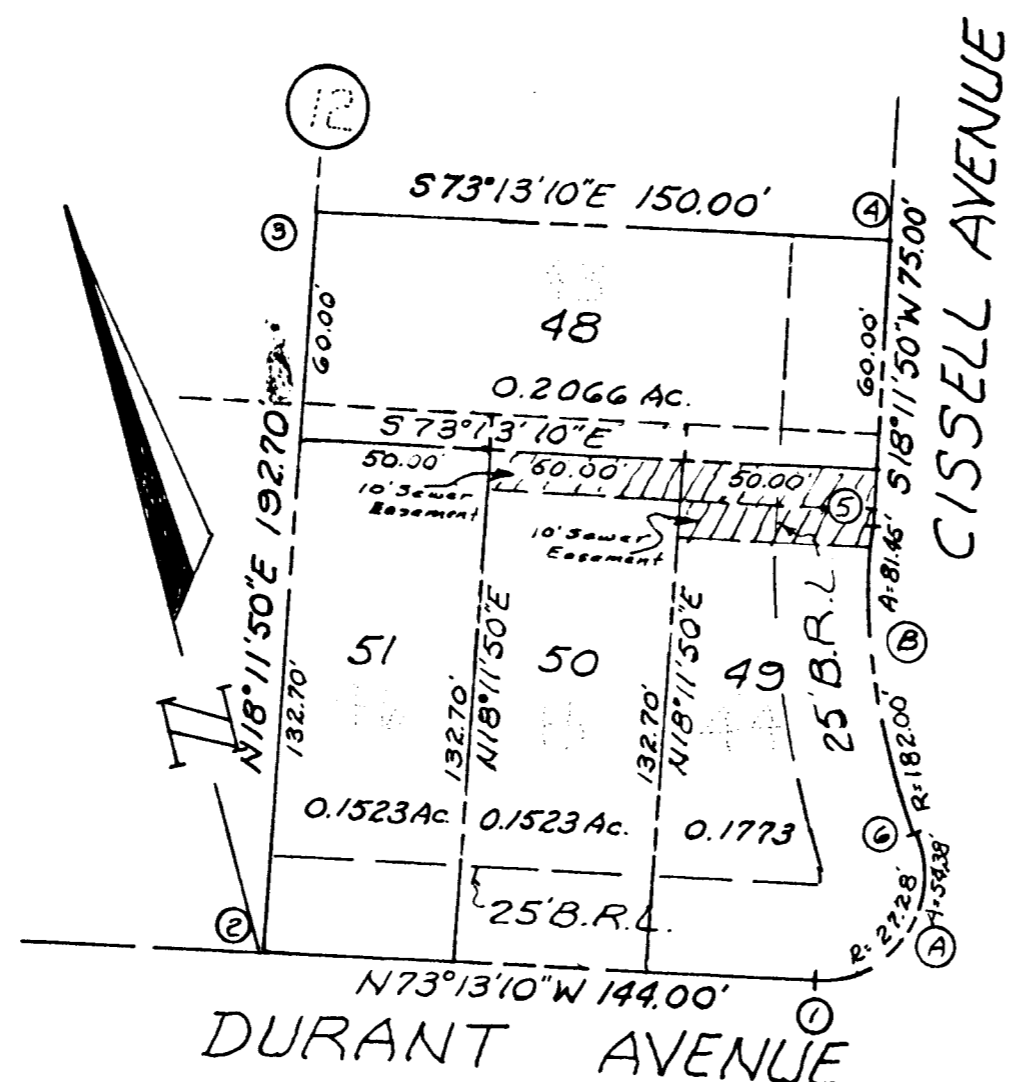 12
CISSELL AVENUE
S73°13'10"E 150.00'
3
4
60.00'
48
60.00'
S18°11'50"W 75.00'
0.2066 Ac.
S73°13'10"E
50.00'
60.00'
50.00'
10' Sewer
Easement
10' Sewer
Easement
5
A=81.45'
N18°11'50"E 192.70'
B
51
50
49
44
25' B.R.L
132.70'
132.70'
N18°11'50"E
132.70'
N18°11'50"E
R=182.00'
0.1523 Ac.
0.1523 Ac.
0.1773
6
A=54.38'
R=27.28'
A
25' B.R.L.
2
N73°13'10"W 144.00'
1
DURANT AVENUE